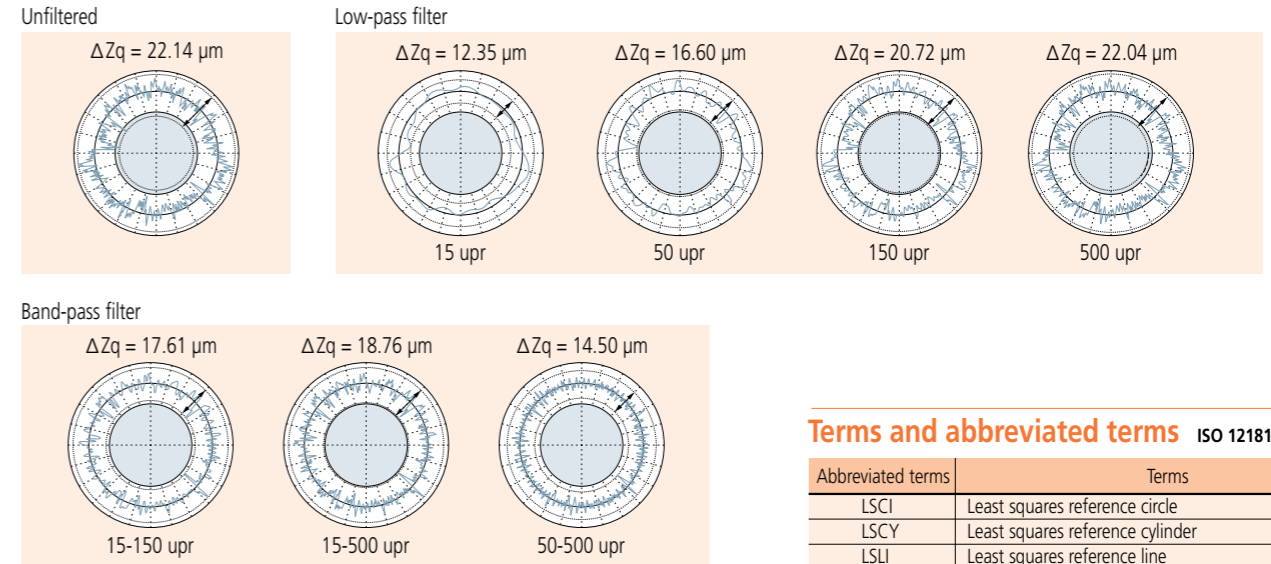 Unfiltered
Low-pass filter
ΔZq = 22.14 µm
ΔZq = 12.35 µm
ΔZq = 16.60 µm
ΔZq = 20.72 µm
ΔZq = 22.04 µm
15 upr
50 upr
150 upr
500 upr
Band-pass filter
ΔZq = 17.61 µm
ΔZq = 18.76 µm
ΔZq = 14.50 µm
15-150 upr
15-500 upr
50-500 upr
Terms and abbreviated terms ISO 12181
Abbreviated terms Terms
LSCI Least squares reference circle
LSCY Least squares reference cylinder
LSLI Least squares reference line